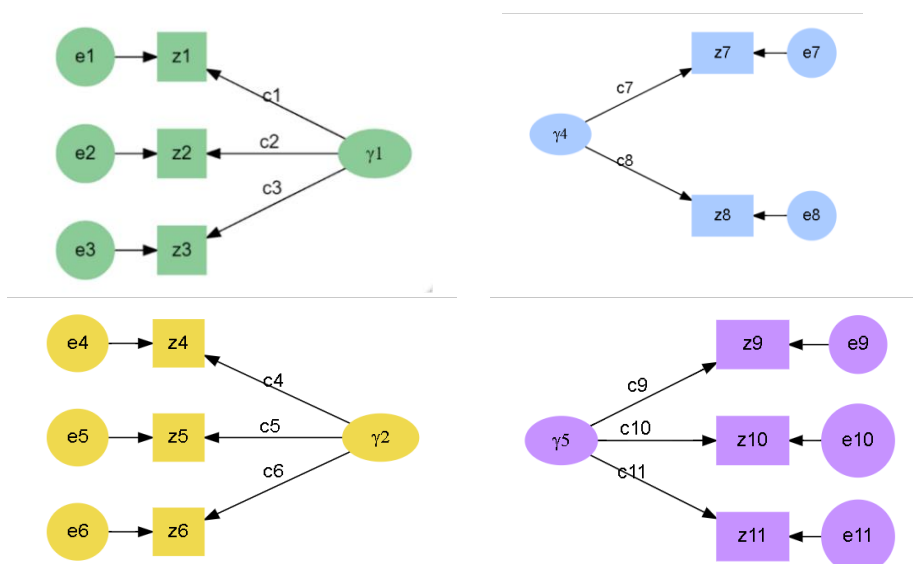 e1 z1 c1
e2 z2 c2 γ1
c3
e3 z3
z7 e7
c7
γ4
c8
z8 e8
e4 z4
c4
e5 z5 c5 γ2
c6
e6 z6
z9 e9
c9
γ5 c10 z10 e10
c11
z11 e11